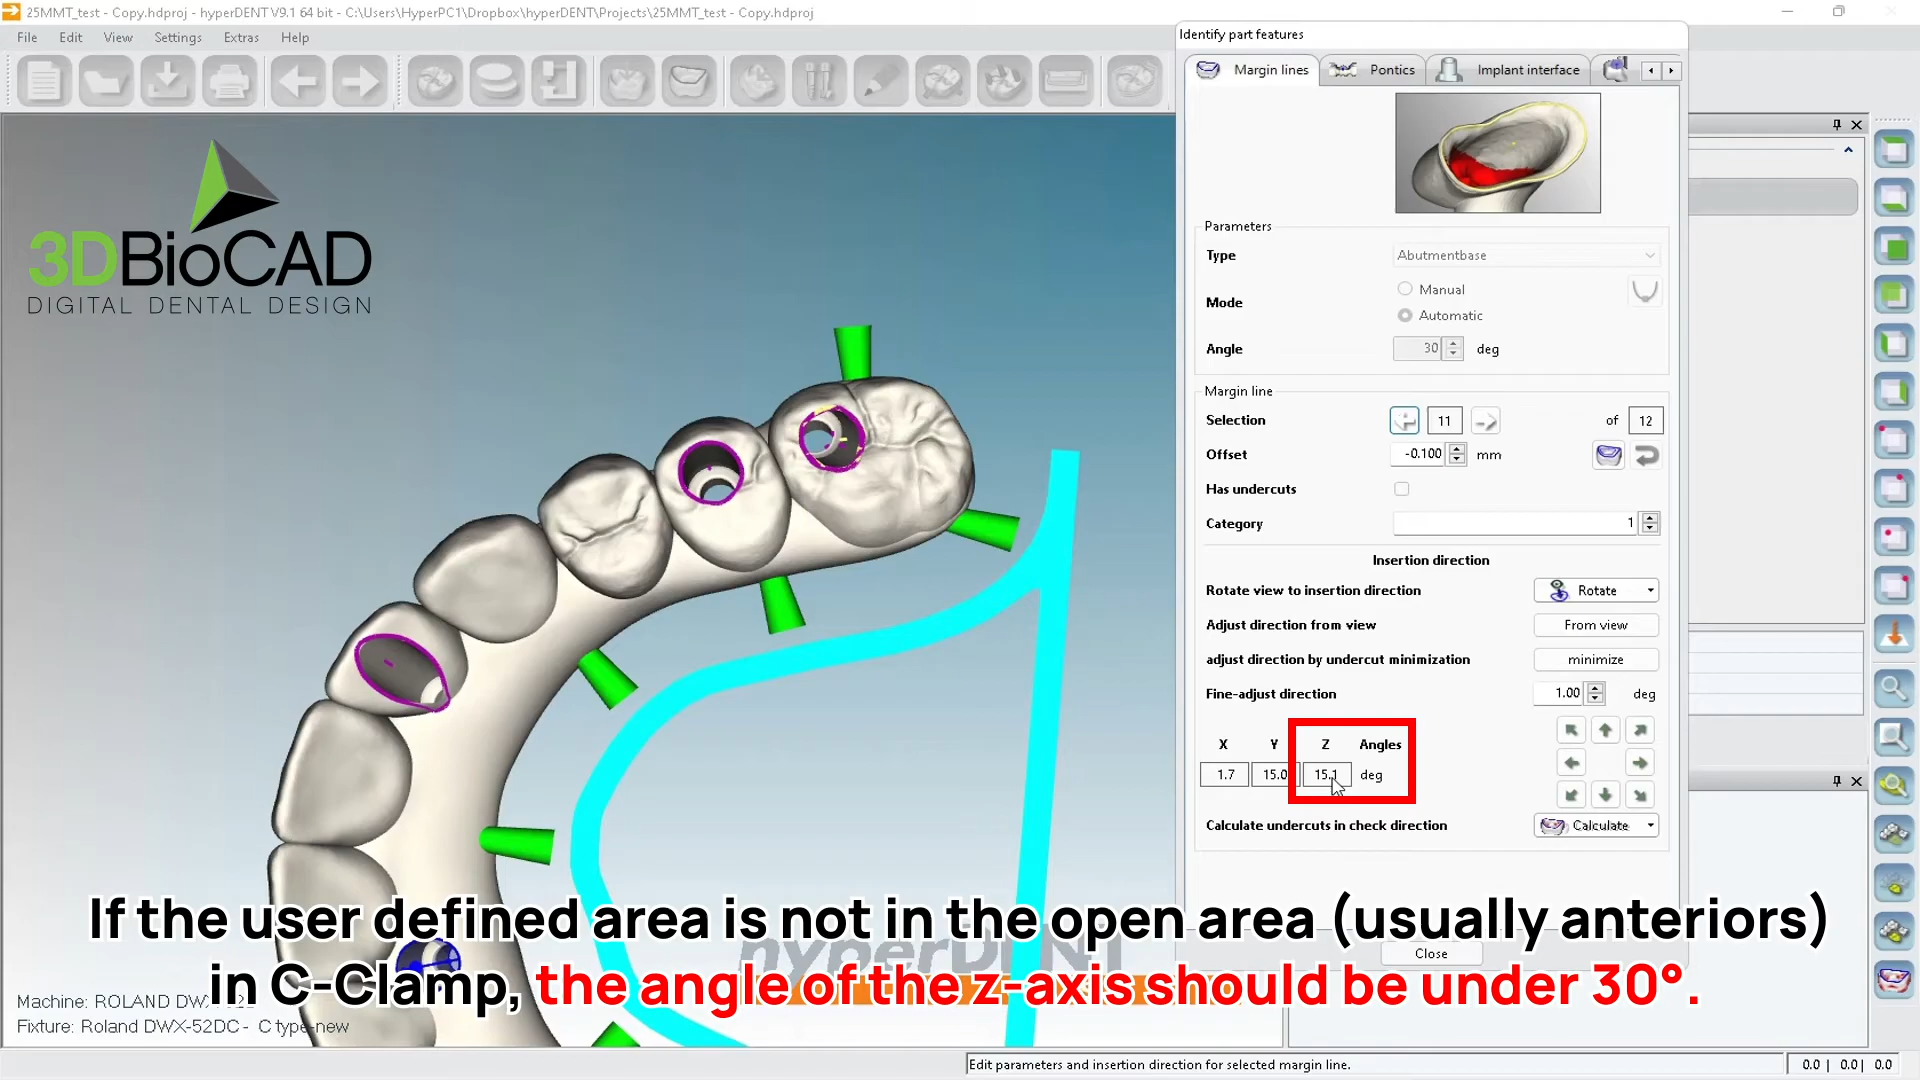 25MMT_test - Copy.hdproj - hyperDENT V9.1 64 bit - C:\Users\HyperPC1\Dropbox\hyperDENT\Projects\25MMT_test - Copy.hdproj
File Edit View Settings Extras Help
3DBioCAD
DIGITAL DENTAL DESIGN
Identify part features
Margin lines
Pontics
Implant interface
Parameters
Type Abutmentbase
Mode Manual
Automatic
Angle 30 deg
Margin line
Selection 11 of 12
Offset -0.100 mm
Has undercuts
Category 1
Insertion direction
Rotate view to insertion direction Rotate
Adjust direction from view From view
adjust direction by undercut minimization minimize
Fine-adjust direction 1.00 deg
X Y Z Angles
1.7 15.0 15.1 deg
Calculate undercuts in check direction Calculate
Close
hyperDENT
If the user defined area is not in the open area (usually anteriors)
in C-Clamp, the angle of the z-axis should be under 30°.
Machine: ROLAND DW
Fixture: Roland DWX-52DC - C type-new
Edit parameters and insertion direction for selected margin line.
0.0 | 0.0 | 0.0